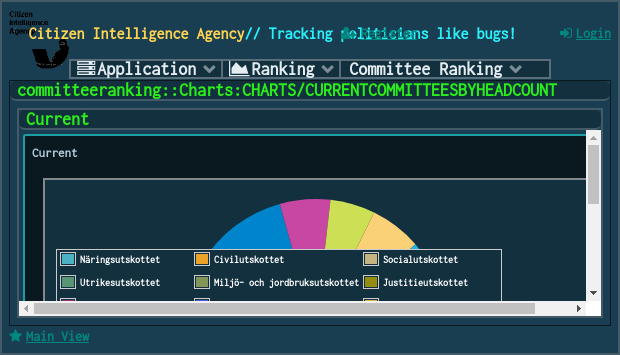 Citizen
Intelligence
Agency
Citizen Intelligence Agency// Tracking politicians like bugs!
Register
Login
Application
Ranking
Committee Ranking
committeeranking::Charts:CHARTS/CURRENTCOMMITTEESBYHEADCOUNT
Current
Current
Näringsutskottet Civilutskottet Socialutskottet
Utrikesutskottet Miljö- och jordbruksutskottet Justitieutskottet
Main View